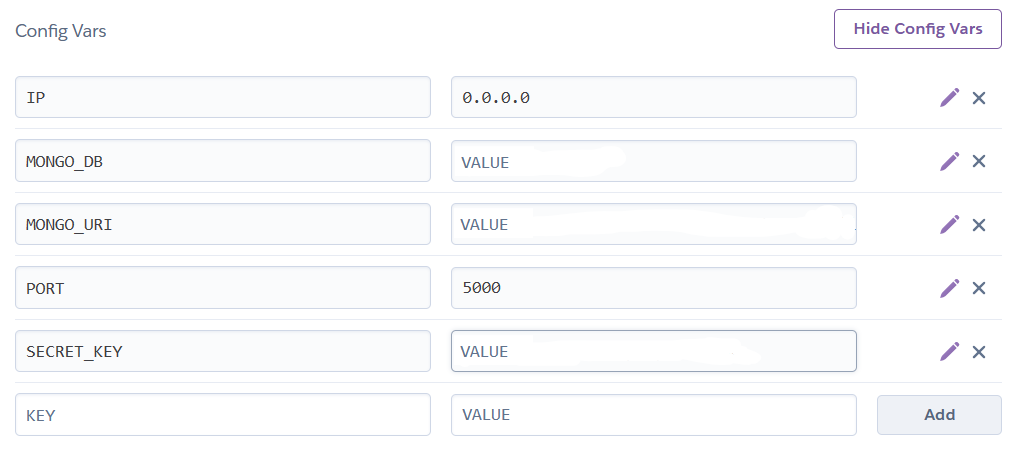 Config Vars
Hide Config Vars
IP 0.0.0.0
MONGO_DB VALUE
MONGO_URI VALUE
PORT 5000
SECRET_KEY VALUE
KEY VALUE Add